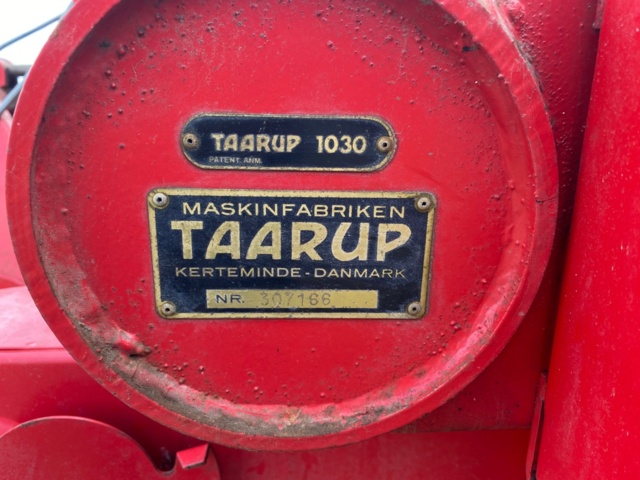 TAARUP 1030
PATENT. ANM.
MASKINFABRIKEN
TAARUP
KERTEMINDE-DANMARK
NR. 307166